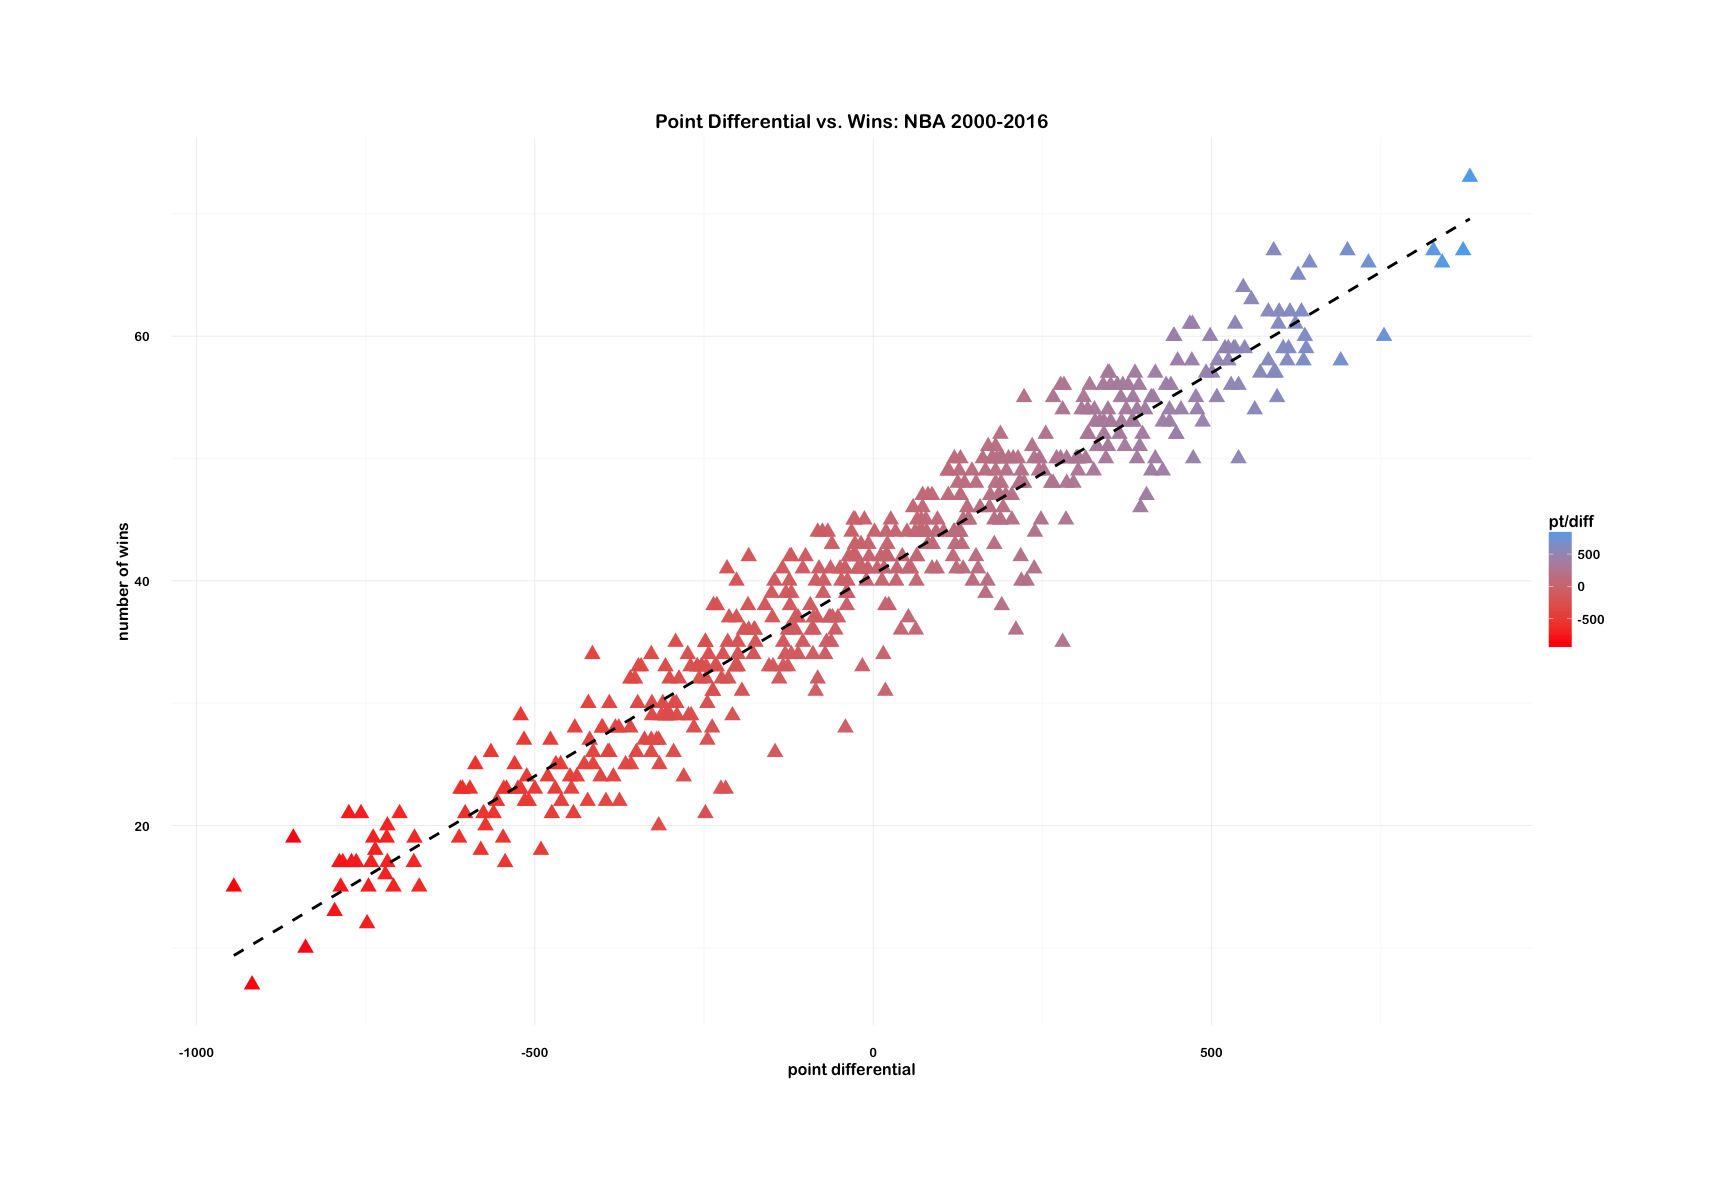 Point Differential vs. Wins: NBA 2000-2016
number of wins
60
40
20
-1000
-500
0
500
point differential
pt/diff
500
0
-500